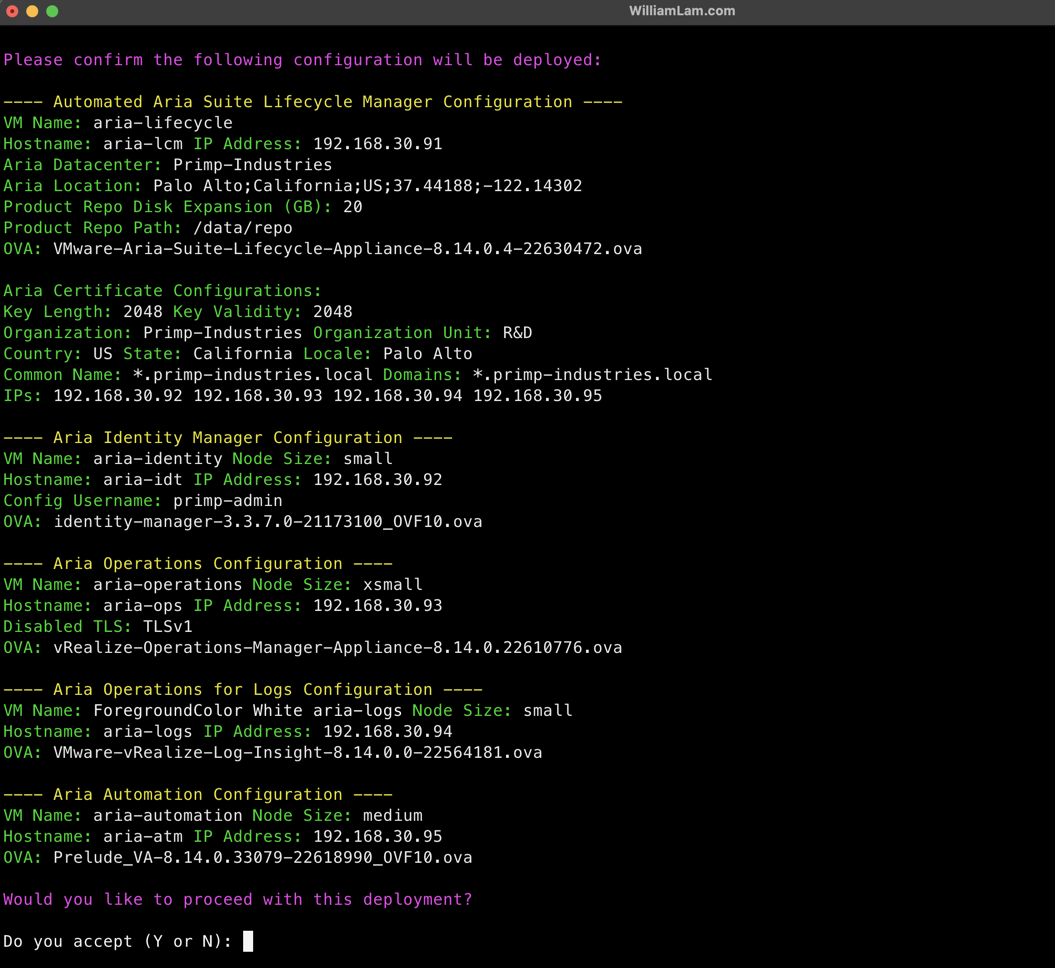 WilliamLam.com
Please confirm the following configuration will be deployed:
---- Automated Aria Suite Lifecycle Manager Configuration ----
VM Name: aria-lifecycle
Hostname: aria-lcm IP Address: 192.168.30.91
Aria Datacenter: Primp-Industries
Aria Location: Palo Alto;California;US;37.44188;-122.14302
Product Repo Disk Expansion (GB): 20
Product Repo Path: /data/repo
OVA: VMware-Aria-Suite-Lifecycle-Appliance-8.14.0.4-22630472.ova
Aria Certificate Configurations:
Key Length: 2048 Key Validity: 2048
Organization: Primp-Industries Organization Unit: R&D
Country: US State: California Locale: Palo Alto
Common Name: *.primp-industries.local Domains: *.primp-industries.local
IPs: 192.168.30.92 192.168.30.93 192.168.30.94 192.168.30.95
---- Aria Identity Manager Configuration ----
VM Name: aria-identity Node Size: small
Hostname: aria-idt IP Address: 192.168.30.92
Config Username: primp-admin
OVA: identity-manager-3.3.7.0-21173100_OVF10.ova
---- Aria Operations Configuration ----
VM Name: aria-operations Node Size: xsmall
Hostname: aria-ops IP Address: 192.168.30.93
Disabled TLS: TLSv1
OVA: vRealize-Operations-Manager-Appliance-8.14.0.22610776.ova
---- Aria Operations for Logs Configuration ----
VM Name: ForegroundColor White aria-logs Node Size: small
Hostname: aria-logs IP Address: 192.168.30.94
OVA: VMware-vRealize-Log-Insight-8.14.0.0-22564181.ova
---- Aria Automation Configuration ----
VM Name: aria-automation Node Size: medium
Hostname: aria-atm IP Address: 192.168.30.95
OVA: Prelude_VA-8.14.0.33079-22618990_OVF10.ova
Would you like to proceed with this deployment?
Do you accept (Y or N):